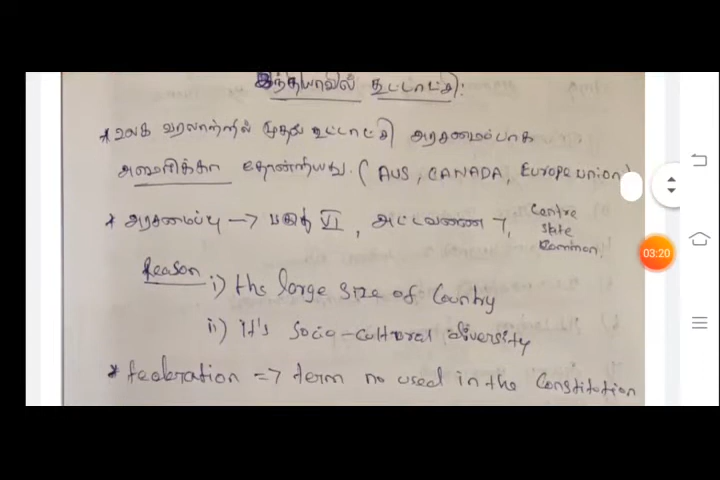 இந்தியாவில் கூட்டாட்சி:
* உலக வரலாற்றில் முதல் கூட்டாட்சி அரசமைப்பாக
அமெரிக்கா தோன்றியது. (AUS, CANADA, Europe union)
* அரசமைப்பு → பகுதி VI, அட்டவணை 7,
Centre
State
Common.
Reason
i) the large size of Country
ii) it's Socio-cultural diversity
* federation => term no used in the Constitution
03:20